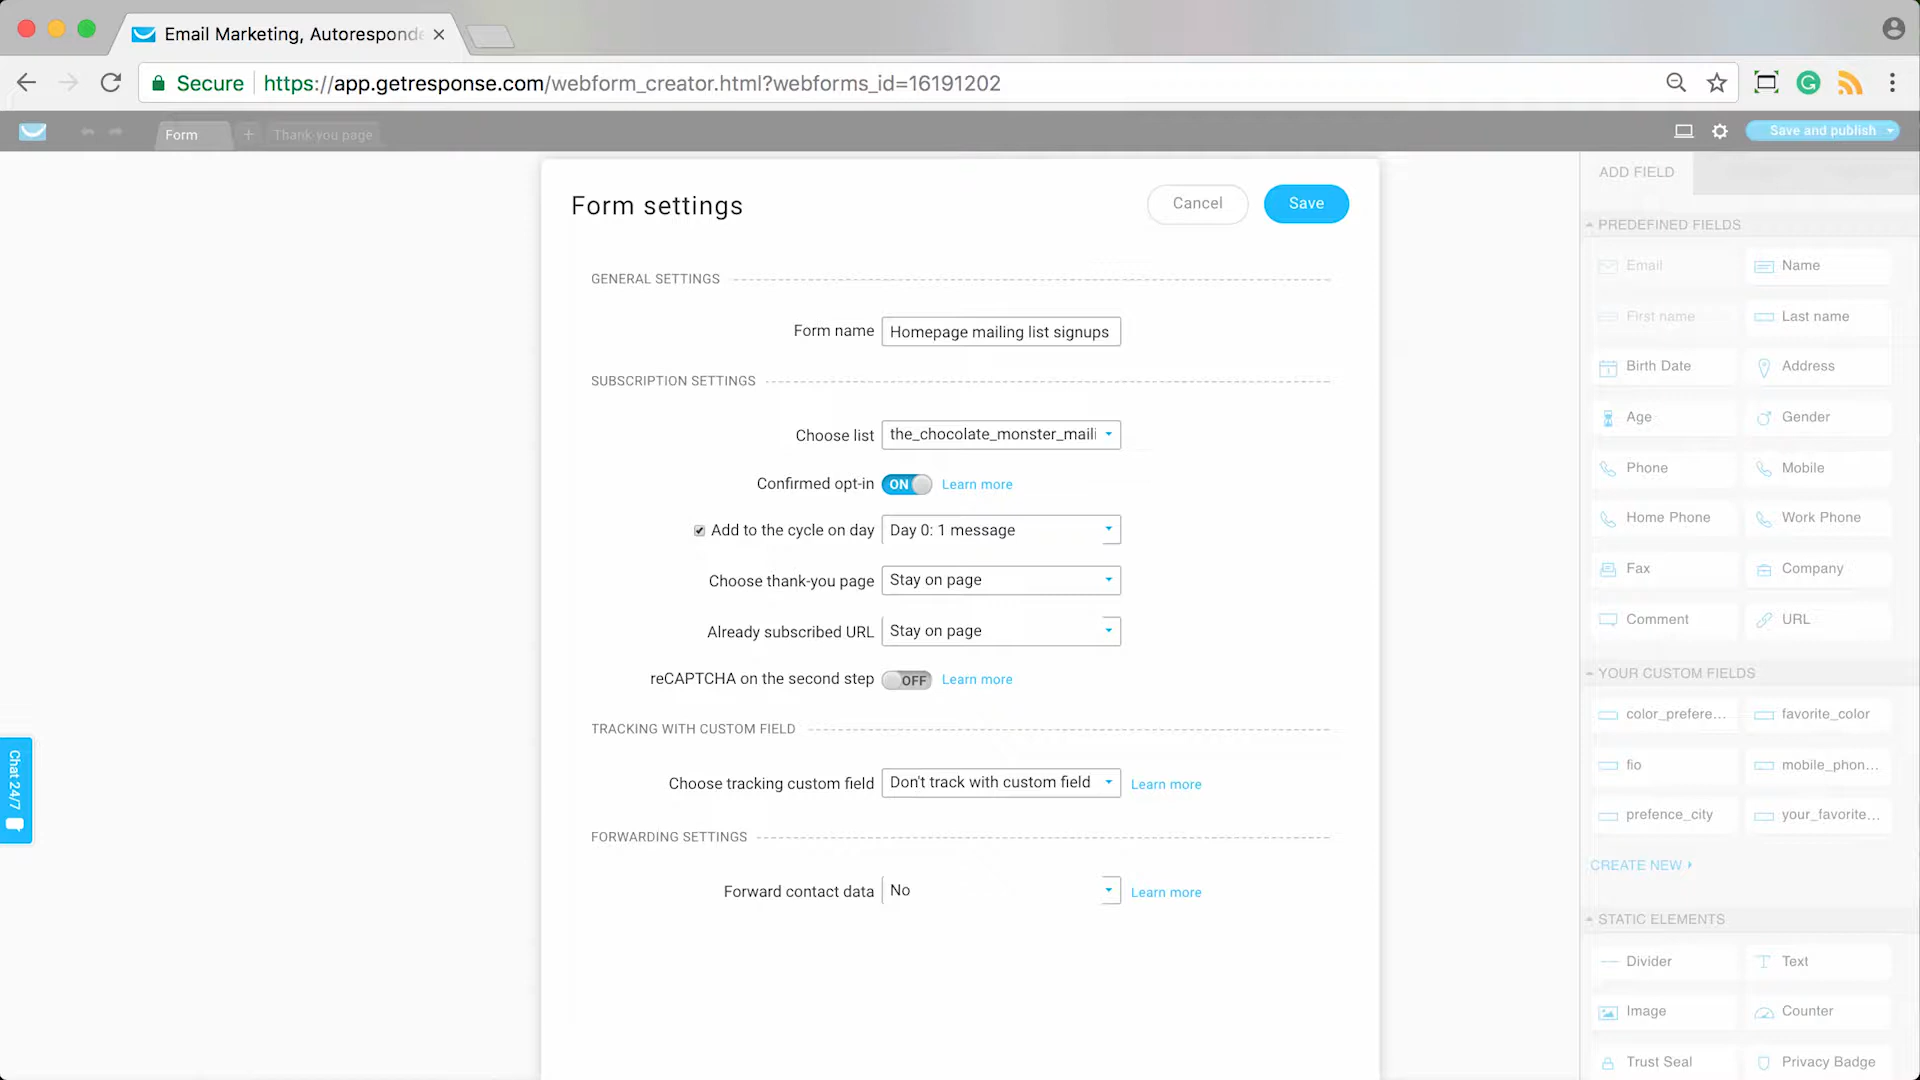 Email Marketing, Autoresponde
Secure https://app.getresponse.com/webform_creator.html?webforms_id=16191202
Form + Thank-you page Save and publish
Form settings Cancel Save
GENERAL SETTINGS
Form name Homepage mailing list signups
SUBSCRIPTION SETTINGS
Choose list the_chocolate_monster_maili
Confirmed opt-in ON Learn more
Add to the cycle on day Day 0: 1 message
Choose thank-you page Stay on page
Already subscribed URL Stay on page
reCAPTCHA on the second step OFF Learn more
TRACKING WITH CUSTOM FIELD
Choose tracking custom field Don't track with custom field Learn more
FORWARDING SETTINGS
Forward contact data No Learn more
Chat 24/7
ADD FIELD
PREDEFINED FIELDS
Email Name
First name Last name
Birth Date Address
Age Gender
Phone Mobile
Home Phone Work Phone
Fax Company
Comment URL
YOUR CUSTOM FIELDS
color_prefere... favorite_color
fio mobile_phon...
prefence_city your_favorite...
CREATE NEW
STATIC ELEMENTS
Divider Text
Image Counter
Trust Seal Privacy Badge